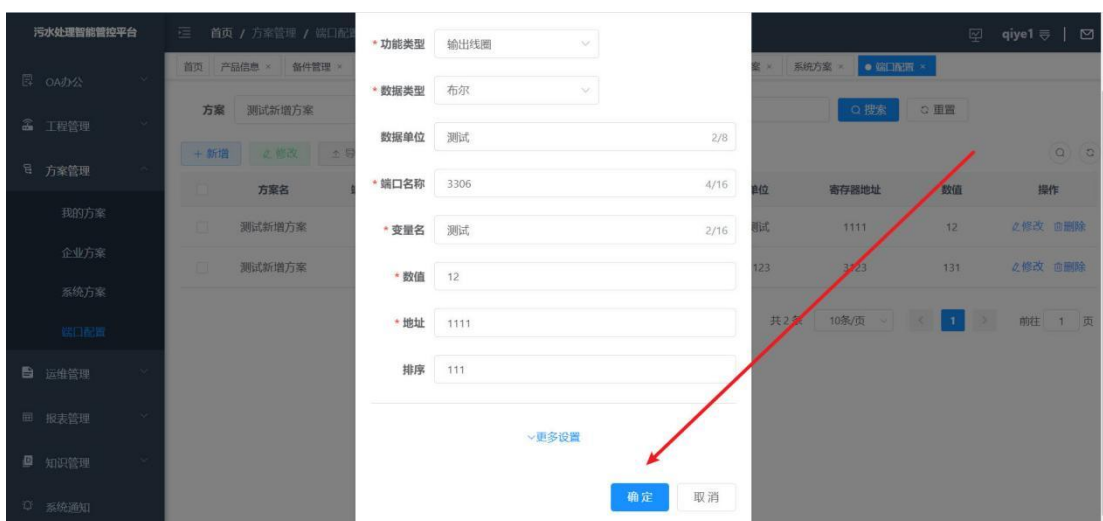 污水处理智能管控平台
首页 / 方案管理 / 端口配
qiye1
首页 产品信息 × 备件管理 × 案 × 系统方案 × 端口配置 ×
OA办公
工程管理
方案管理
我的方案
企业方案
系统方案
端口配置
运维管理
报表管理
知识管理
系统通知
方案 测试新增方案
搜索 重置
+ 新增 修改
方案名
测试新增方案
测试新增方案
* 功能类型 输出线圈
* 数据类型 布尔
数据单位 测试 2/8
* 端口名称 3306 4/16
* 变量名 测试 2/16
* 数值 12
* 地址 1111
排序 111
更多设置
确定 取消
单位 寄存器地址 数值 操作
测试 1111 12 修改 删除
123 3123 131 修改 删除
共2条 10条/页 < 1 > 前往 1 页